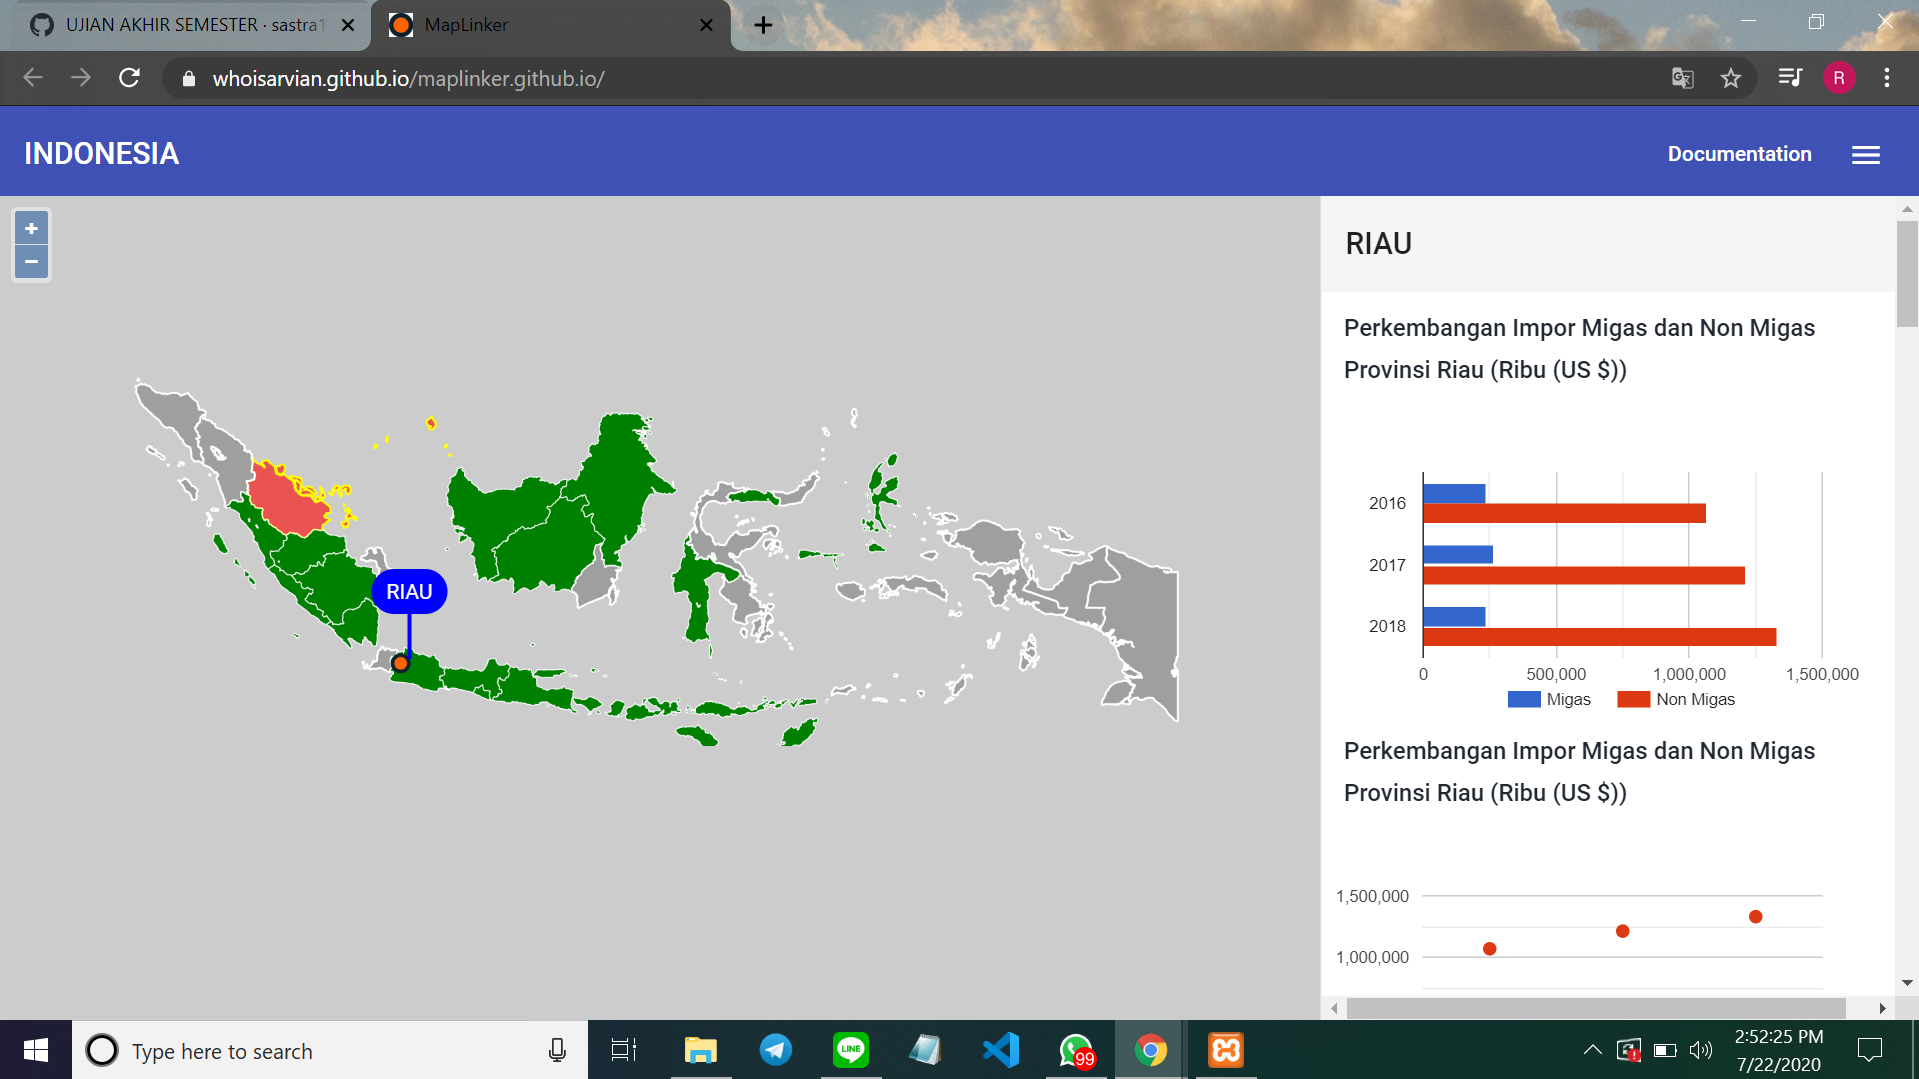 UJIAN AKHIR SEMESTER · sastra1
MapLinker
whoisarvian.github.io/maplinker.github.io/
R
INDONESIA
Documentation
+
−
RIAU
RIAU
Perkembangan Impor Migas dan Non Migas
Provinsi Riau (Ribu (US $))
2016
2017
2018
0
500,000
1,000,000
1,500,000
Migas
Non Migas
Perkembangan Impor Migas dan Non Migas
Provinsi Riau (Ribu (US $))
1,500,000
1,000,000
Type here to search
LINE
99
2:52:25 PM
7/22/2020